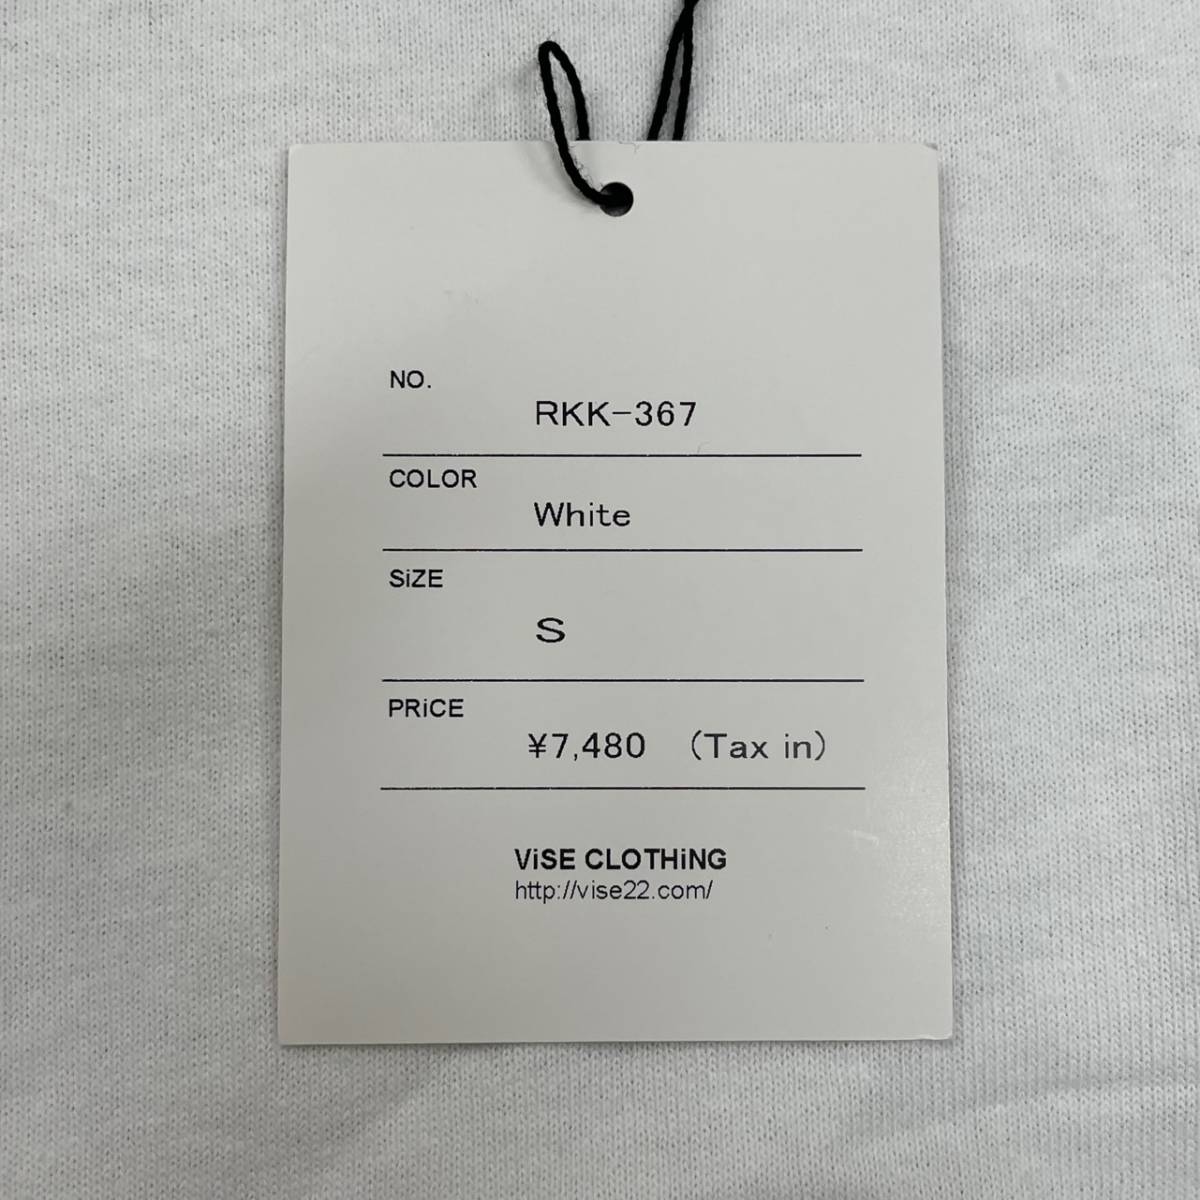 NO.
RKK-367
COLOR
White
SiZE
S
PRiCE
¥7,480 （Tax in）
ViSE CLOTHiNG
http://vise22.com/